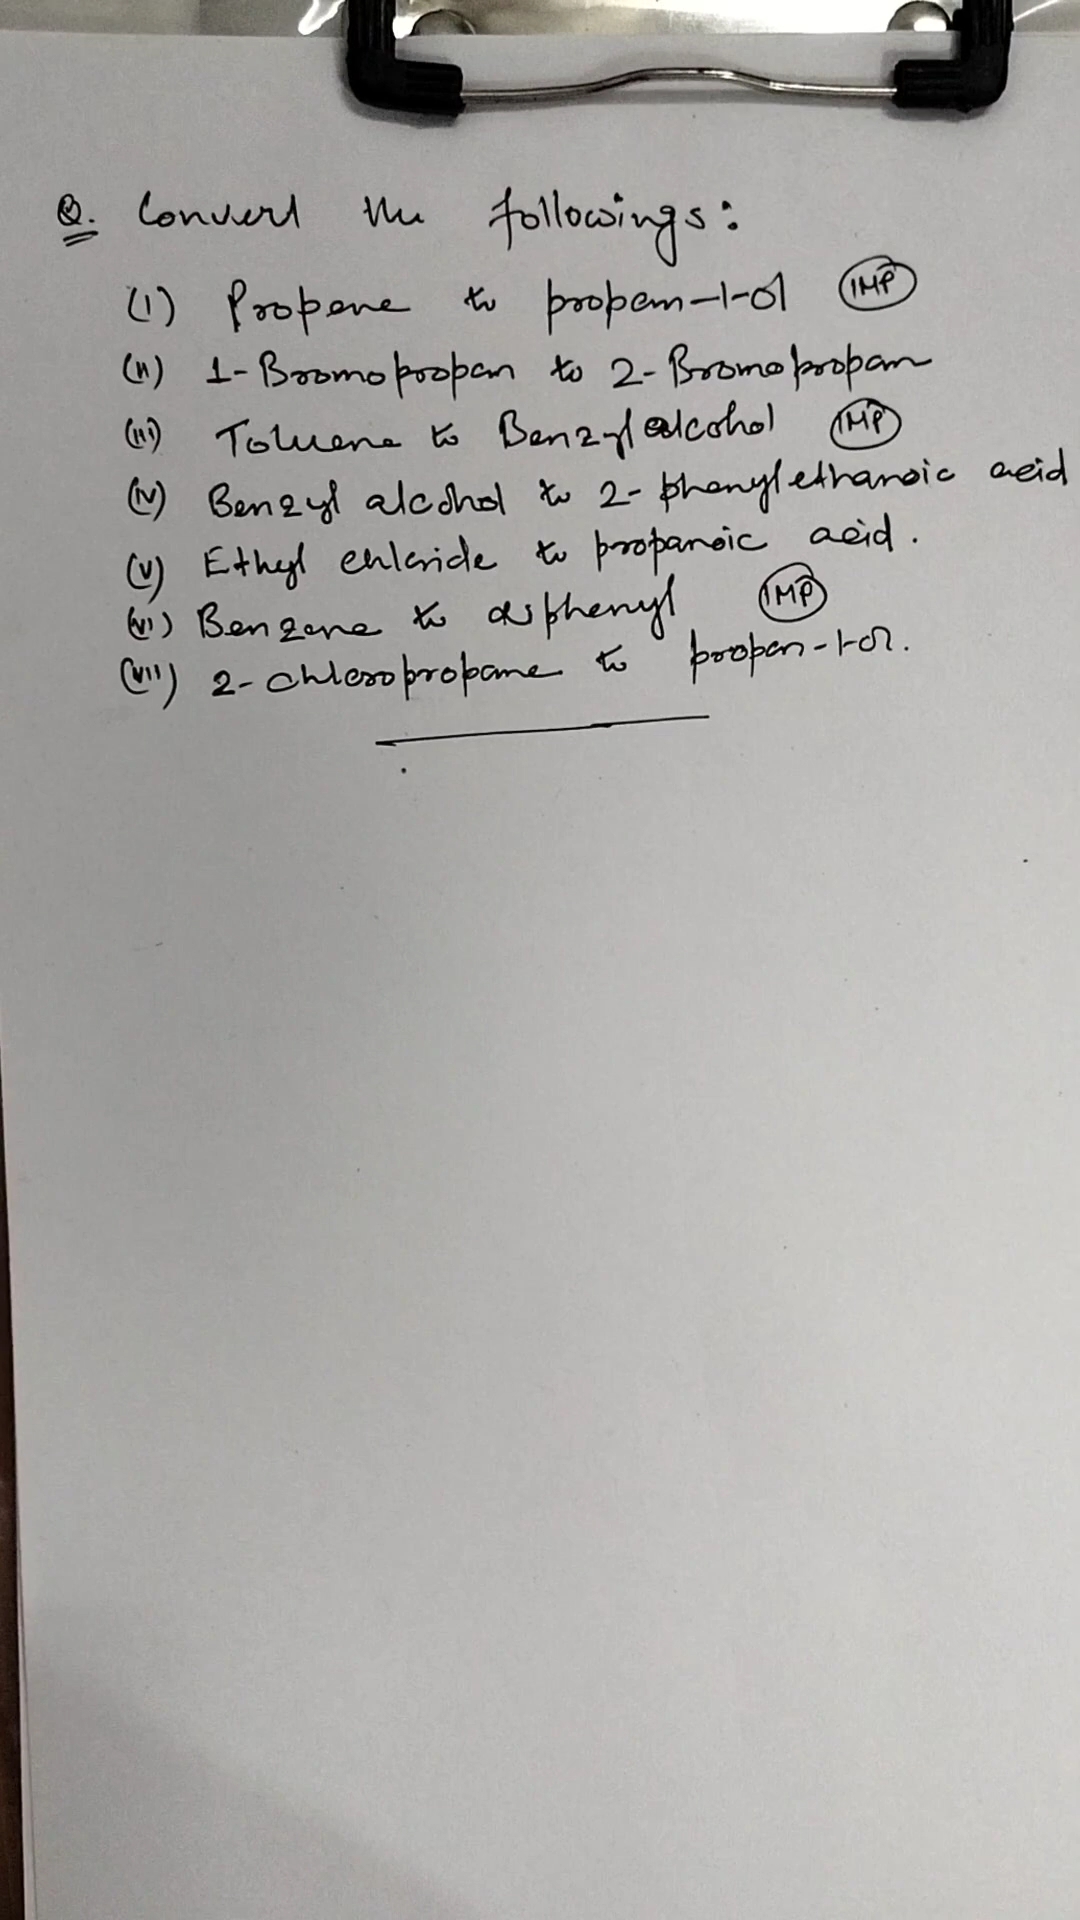 Q. Convert the followings:
(i) Propene to propan-1-ol IMP
(ii) 1-Bromopropan to 2-Bromopropan
(iii) Toluene to Benzyl alcohol IMP
(iv) Benzyl alcohol to 2-phenylethanoic acid
(v) Ethyl chloride to propanoic acid.
(vi) Benzene to diphenyl IMP
(vii) 2-chloropropane to propan-1-ol.